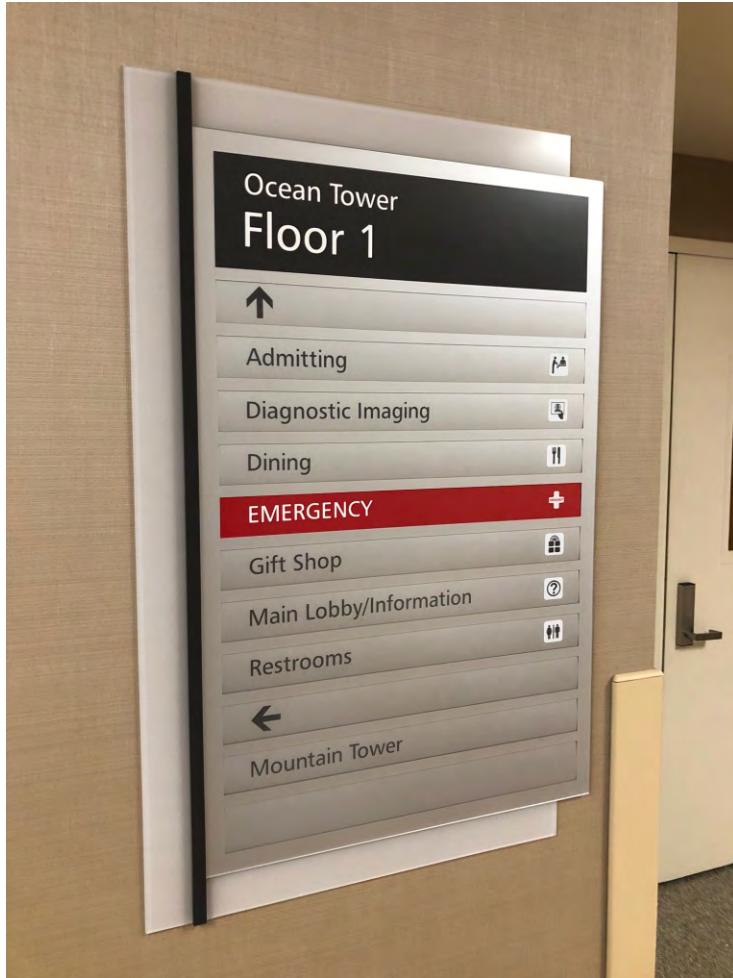 Ocean Tower
Floor 1
↑
Admitting
Diagnostic Imaging
Dining
EMERGENCY
Gift Shop
Main Lobby/Information
?
Restrooms
←
Mountain Tower